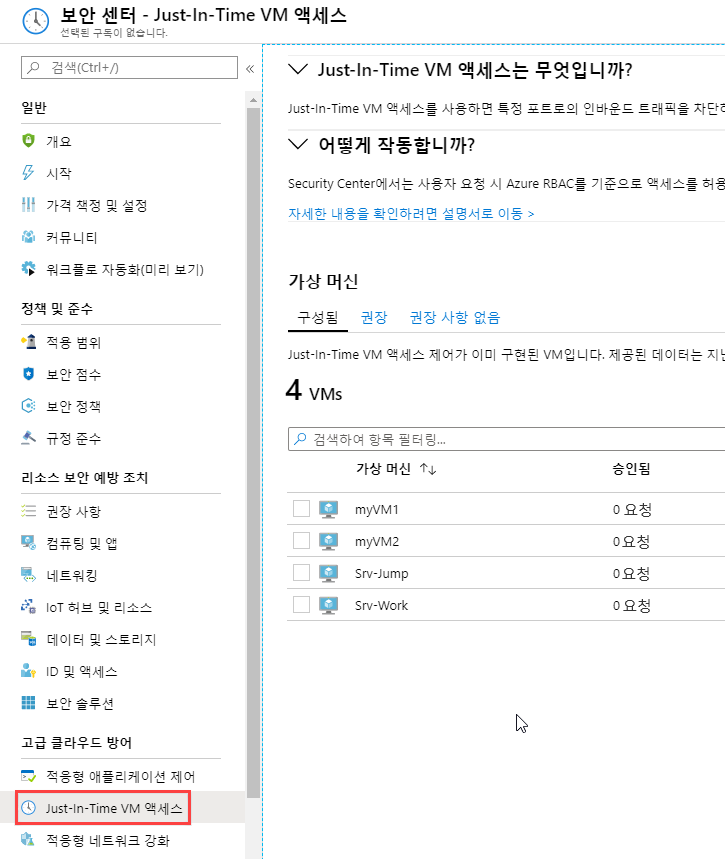 보안 센터 - Just-In-Time VM 액세스
선택된 구독이 없습니다.
검색(Ctrl+/)
일반
개요
시작
가격 책정 및 설정
커뮤니티
워크플로 자동화(미리 보기)
정책 및 준수
적용 범위
보안 점수
보안 정책
규정 준수
리소스 보안 예방 조치
권장 사항
컴퓨팅 및 앱
네트워킹
IoT 허브 및 리소스
데이터 및 스토리지
ID 및 액세스
보안 솔루션
고급 클라우드 방어
적응형 애플리케이션 제어
Just-In-Time VM 액세스
적응형 네트워크 강화
Just-In-Time VM 액세스는 무엇입니까?
Just-In-Time VM 액세스를 사용하면 특정 포트로의 인바운드 트래픽을 차단하
어떻게 작동합니까?
Security Center에서는 사용자 요청 시 Azure RBAC를 기준으로 액세스를 허용
자세한 내용을 확인하려면 설명서로 이동 >
가상 머신
구성됨 권장 권장 사항 없음
Just-In-Time VM 액세스 제어가 이미 구현된 VM입니다. 제공된 데이터는 지난
4 VMs
검색하여 항목 필터링...
가상 머신 ↑↓ 승인됨
myVM1 0 요청
myVM2 0 요청
Srv-Jump 0 요청
Srv-Work 0 요청